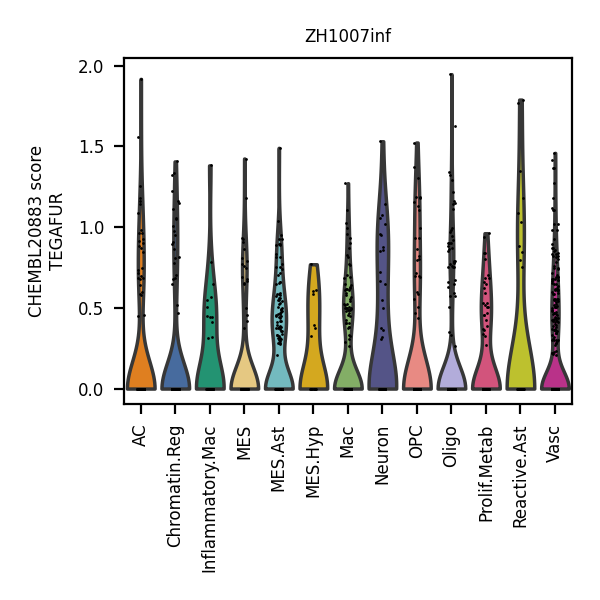 ZH1007inf
CHEMBL20883 score
TEGAFUR
2.0
1.5
1.0
0.5
0.0
AC
Chromatin.Reg
Inflammatory.Mac
MES
MES.Ast
MES.Hyp
Mac
Neuron
OPC
Oligo
Prolif.Metab
Reactive.Ast
Vasc